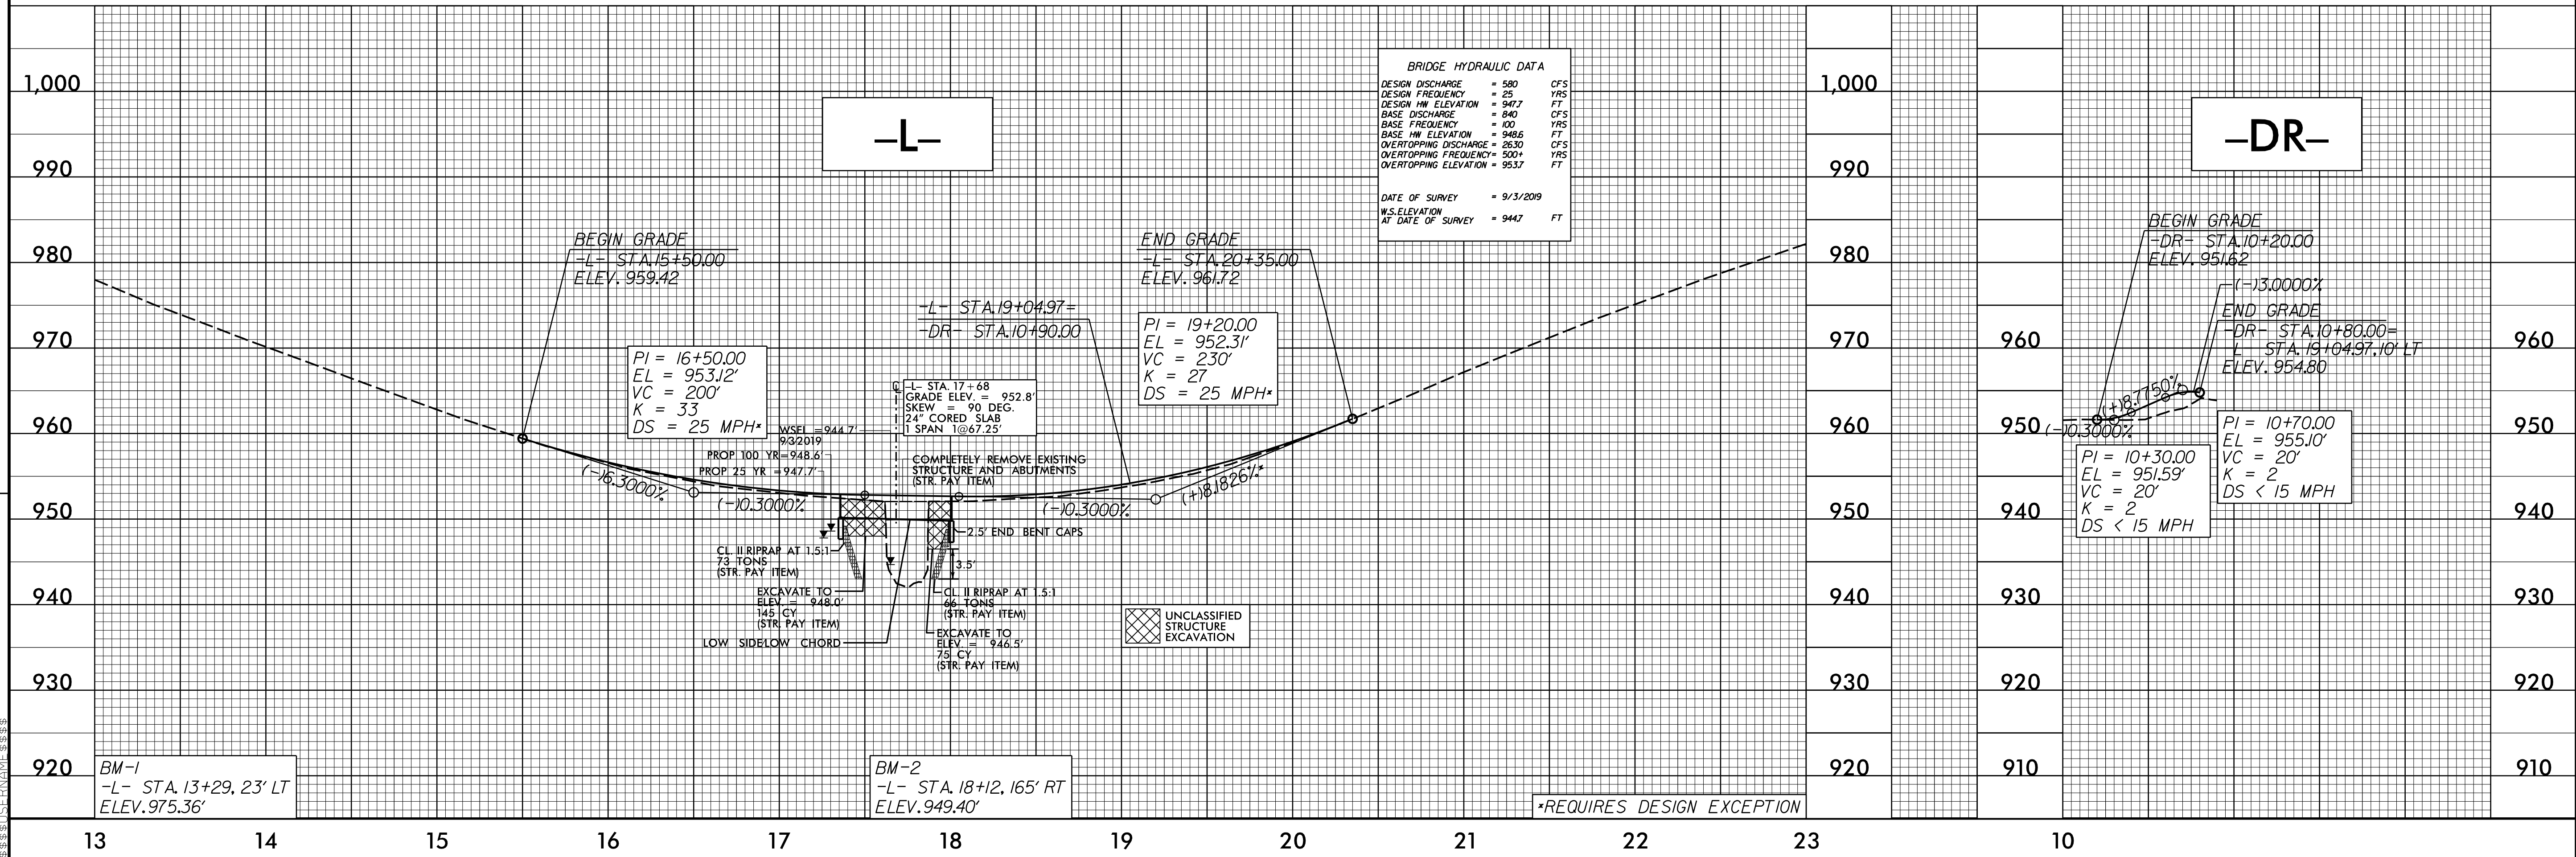 1,000
990
980
970
960
950
940
930
920
-L-
BRIDGE HYDRAULIC DATA
DESIGN DISCHARGE = 580 CFS
DESIGN FREQUENCY = 25 YRS
DESIGN HW ELEVATION = 947.7 FT
BASE DISCHARGE = 840 CFS
BASE FREQUENCY = 100 YRS
BASE HW ELEVATION = 948.6 FT
OVERTOPPING DISCHARGE = 2630 CFS
OVERTOPPING FREQUENCY= 500+ YRS
OVERTOPPING ELEVATION = 953.7 FT
DATE OF SURVEY = 9/3/2019
W.S.ELEVATION
AT DATE OF SURVEY = 944.7 FT
BEGIN GRADE
-L- STA.15+50.00
ELEV. 959.42
END GRADE
-L- STA.20+35.00
ELEV. 961.72
-L- STA.19+04.97=
-DR- STA.10+90.00
PI = 16+50.00
EL = 953.12'
VC = 200'
K = 33
DS = 25 MPH*
PI = 19+20.00
EL = 952.31'
VC = 230'
K = 27
DS = 25 MPH*
℄
-L- STA. 17+68
GRADE ELEV. = 952.8'
SKEW = 90 DEG.
24" CORED SLAB
1 SPAN 1@67.25'
WSEL =944.7'
9/3/2019
PROP 100 YR=948.6'
PROP 25 YR =947.7'
COMPLETELY REMOVE EXISTING
STRUCTURE AND ABUTMENTS
(STR. PAY ITEM)
(-)6.3000%
(-)0.3000%
(-)0.3000%
(+)8.1826%*
2.5' END BENT CAPS
3.5'
CL. II RIPRAP AT 1.5:1
73 TONS
(STR. PAY ITEM)
EXCAVATE TO
ELEV. = 948.0'
145 CY
(STR. PAY ITEM)
LOW SIDE-LOW CHORD
CL. II RIPRAP AT 1.5:1
66 TONS
(STR. PAY ITEM)
EXCAVATE TO
ELEV. = 946.5'
75 CY
(STR. PAY ITEM)
UNCLASSIFIED
STRUCTURE
EXCAVATION
BM-1
-L- STA. 13+29, 23' LT
ELEV.975.36'
BM-2
-L- STA. 18+12, 165' RT
ELEV.949.40'
*REQUIRES DESIGN EXCEPTION
13 14 15 16 17 18 19 20 21 22 23
1,000
990
980
970
960
950
940
930
920
-DR-
BEGIN GRADE
-DR- STA.10+20.00
ELEV. 951.62
(-)3.0000%
END GRADE
-DR- STA.10+80.00=
-L- STA. 19+04.97, 10' LT
ELEV. 954.80
(+)8.7750%
(-)0.3000%
PI = 10+30.00
EL = 951.59'
VC = 20'
K = 2
DS < 15 MPH
PI = 10+70.00
EL = 955.10'
VC = 20'
K = 2
DS < 15 MPH
960
950
940
930
920
910
960
950
940
930
920
910
10